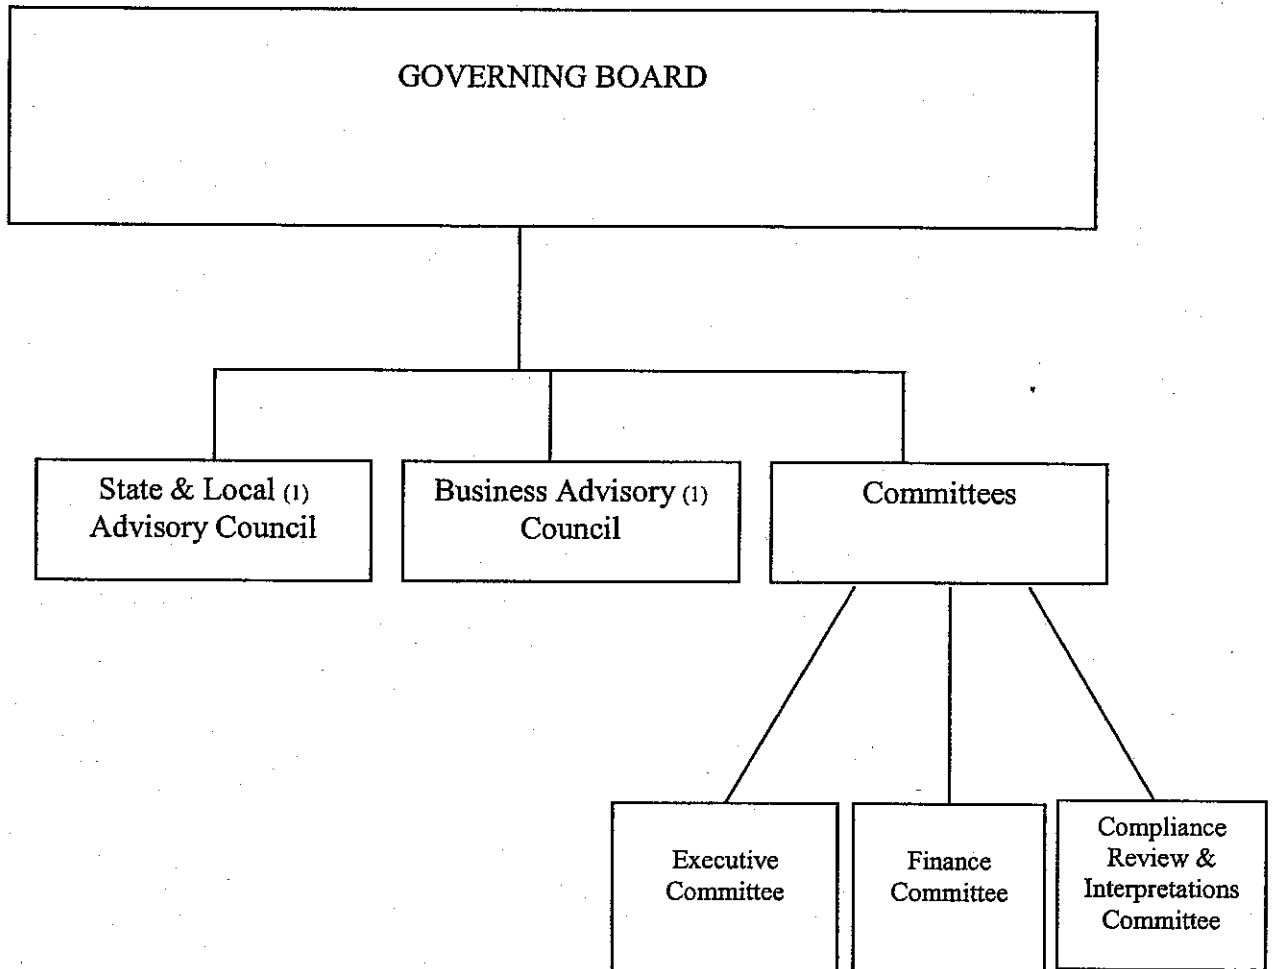 GOVERNING BOARD
State & Local (1)
Advisory Council
Business Advisory (1)
Council
Committees
Executive
Committee
Finance
Committee
Compliance
Review &
Interpretations
Committee